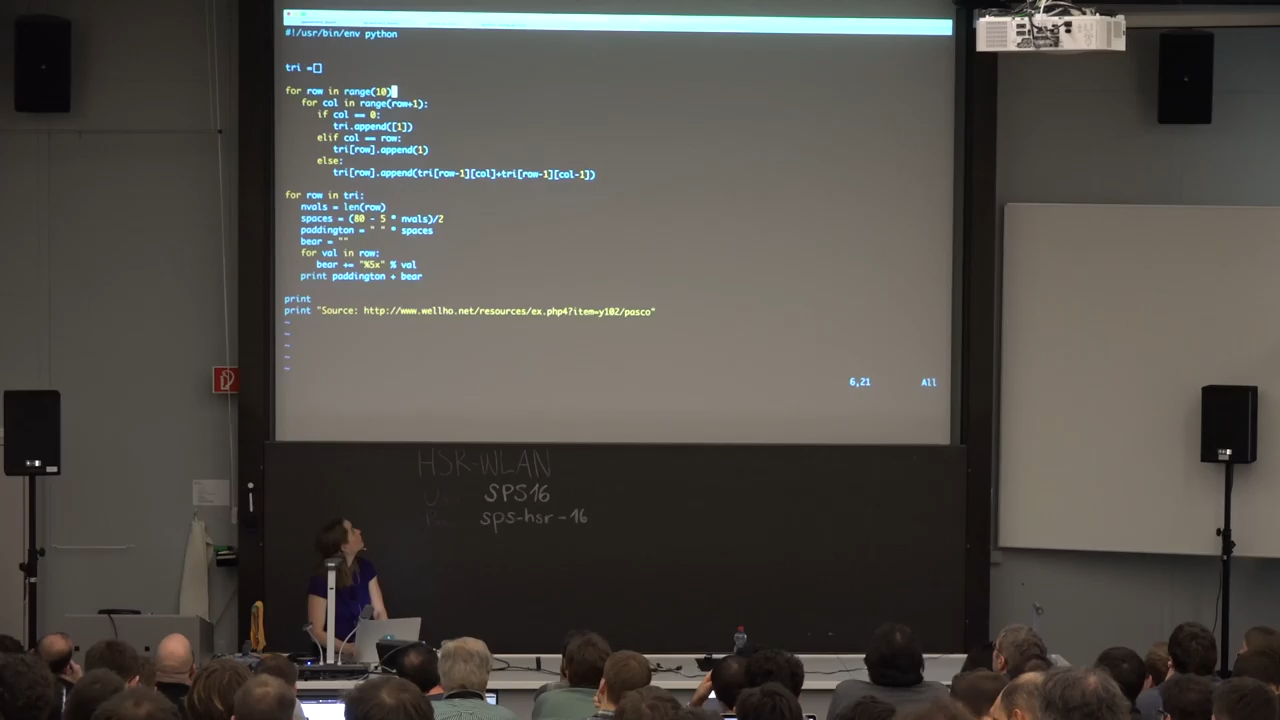 #!/usr/bin/env python
tri =[]
for row in range(10)
for col in range(row+1):
if col == 0:
tri.append([1])
elif col == row:
tri[row].append(1)
else:
tri[row].append(tri[row-1][col]+tri[row-1][col-1])
for row in tri:
nvals = len(row)
spaces = (80 - 5 * nvals)/2
paddington = " " * spaces
bear = ""
for val in row:
bear += "%5x" % val
print paddington + bear
print
print "Source: http://www.wellho.net/resources/ex.php4?item=y102/pasco"
~
~
~
~
~
6,21 All
HSR-WLAN
SPS16
sps-hsr-16